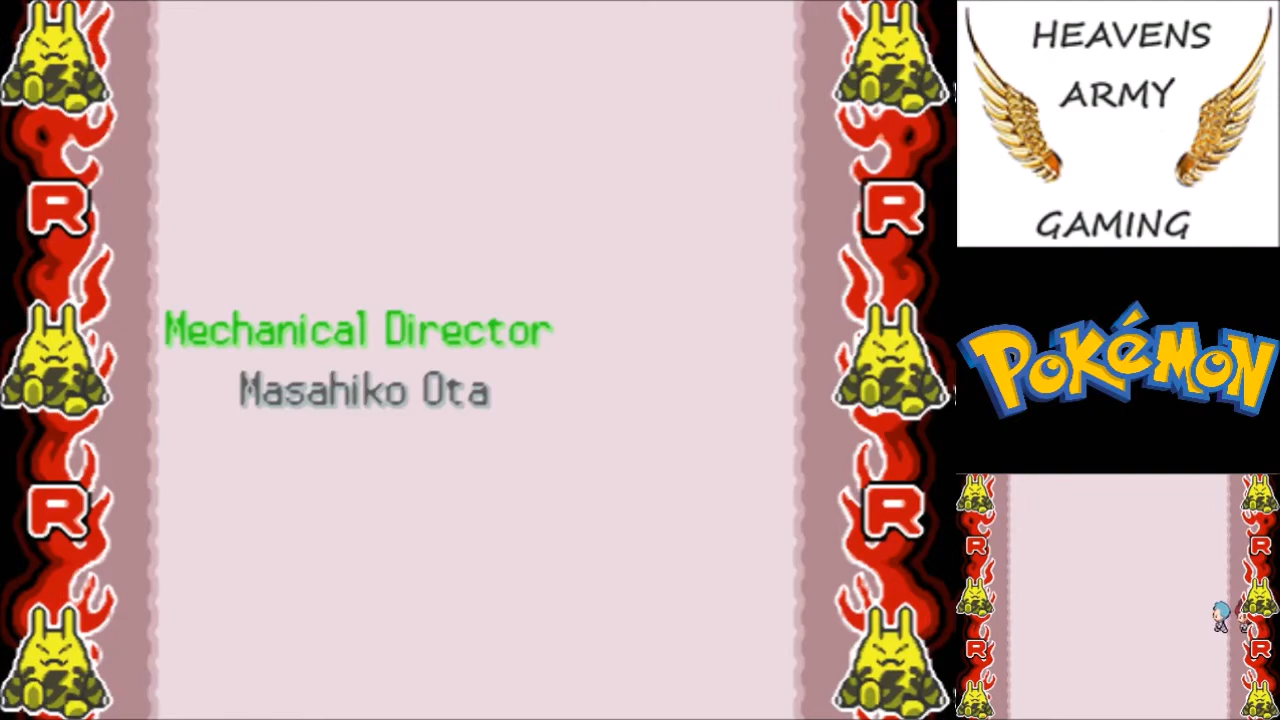 R
R
R
R
Mechanical Director
Masahiko Ota
HEAVENS
ARMY
GAMING
POKéMON
R
R
R
R